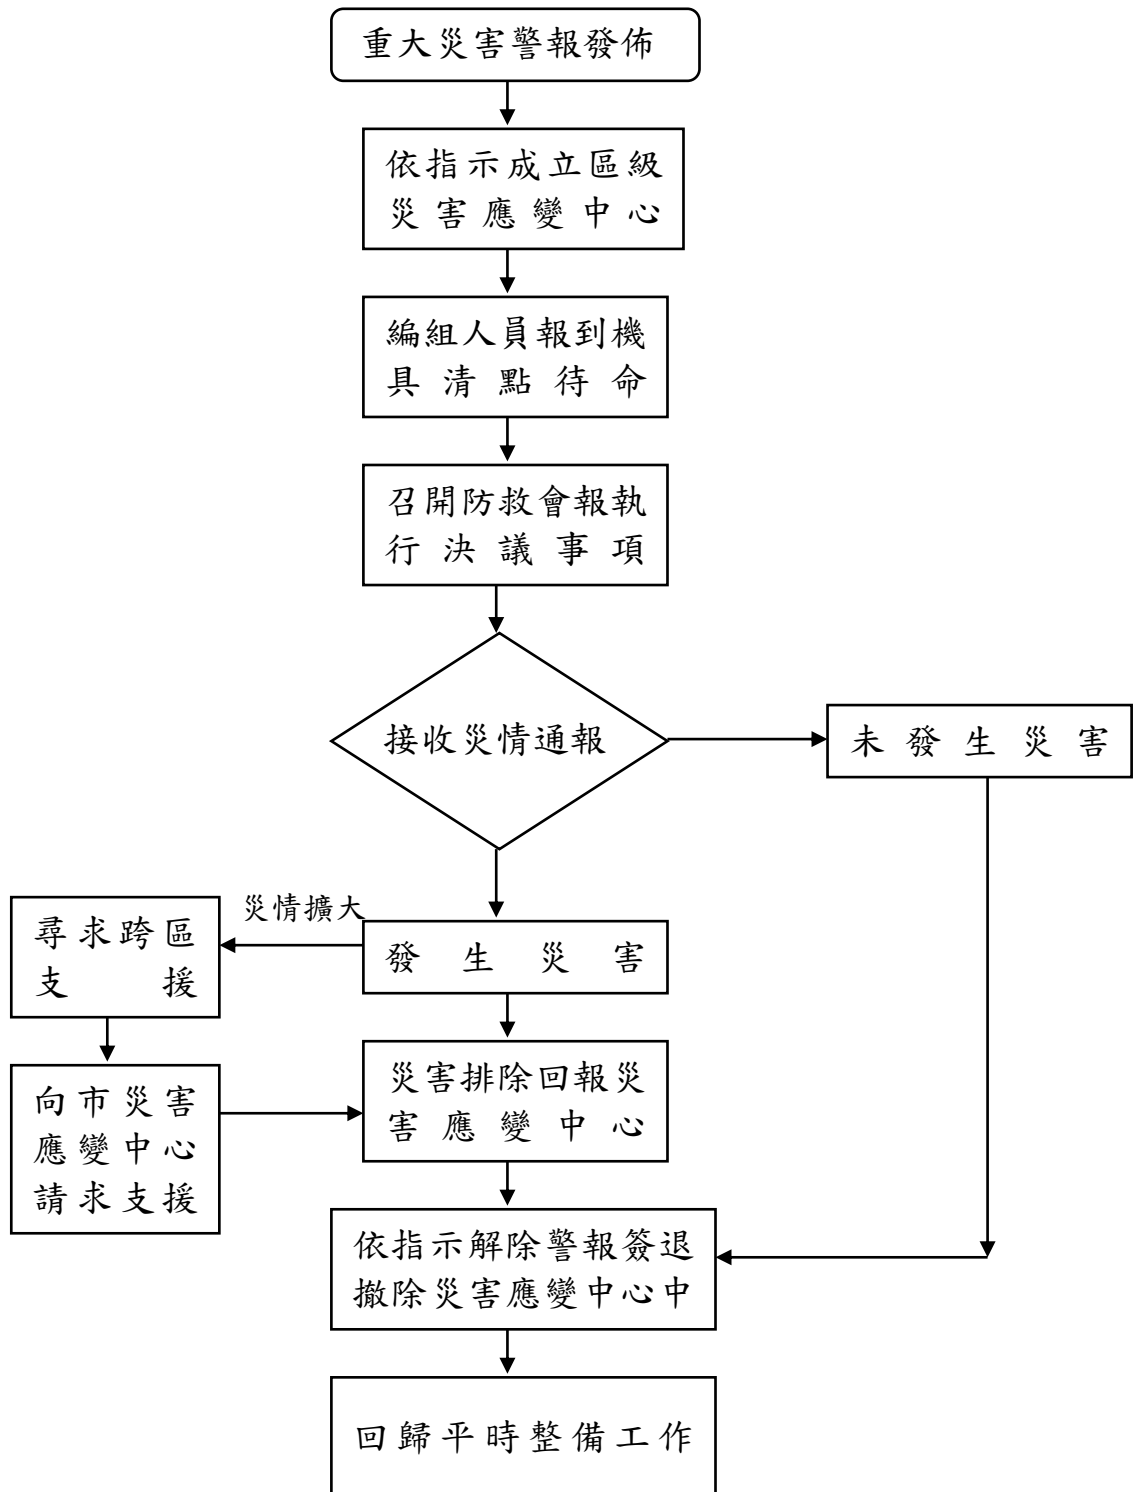 重大災害警報發佈
依指示成立區級
災害應變中心
編組人員報到機
具清點待命
召開防救會報執
行決議事項
接收災情通報
未發生災害
災情擴大
發生災害
尋求跨區
支援
向市災害
應變中心
請求支援
災害排除回報災
害應變中心
依指示解除警報簽退
撤除災害應變中心中
回歸平時整備工作